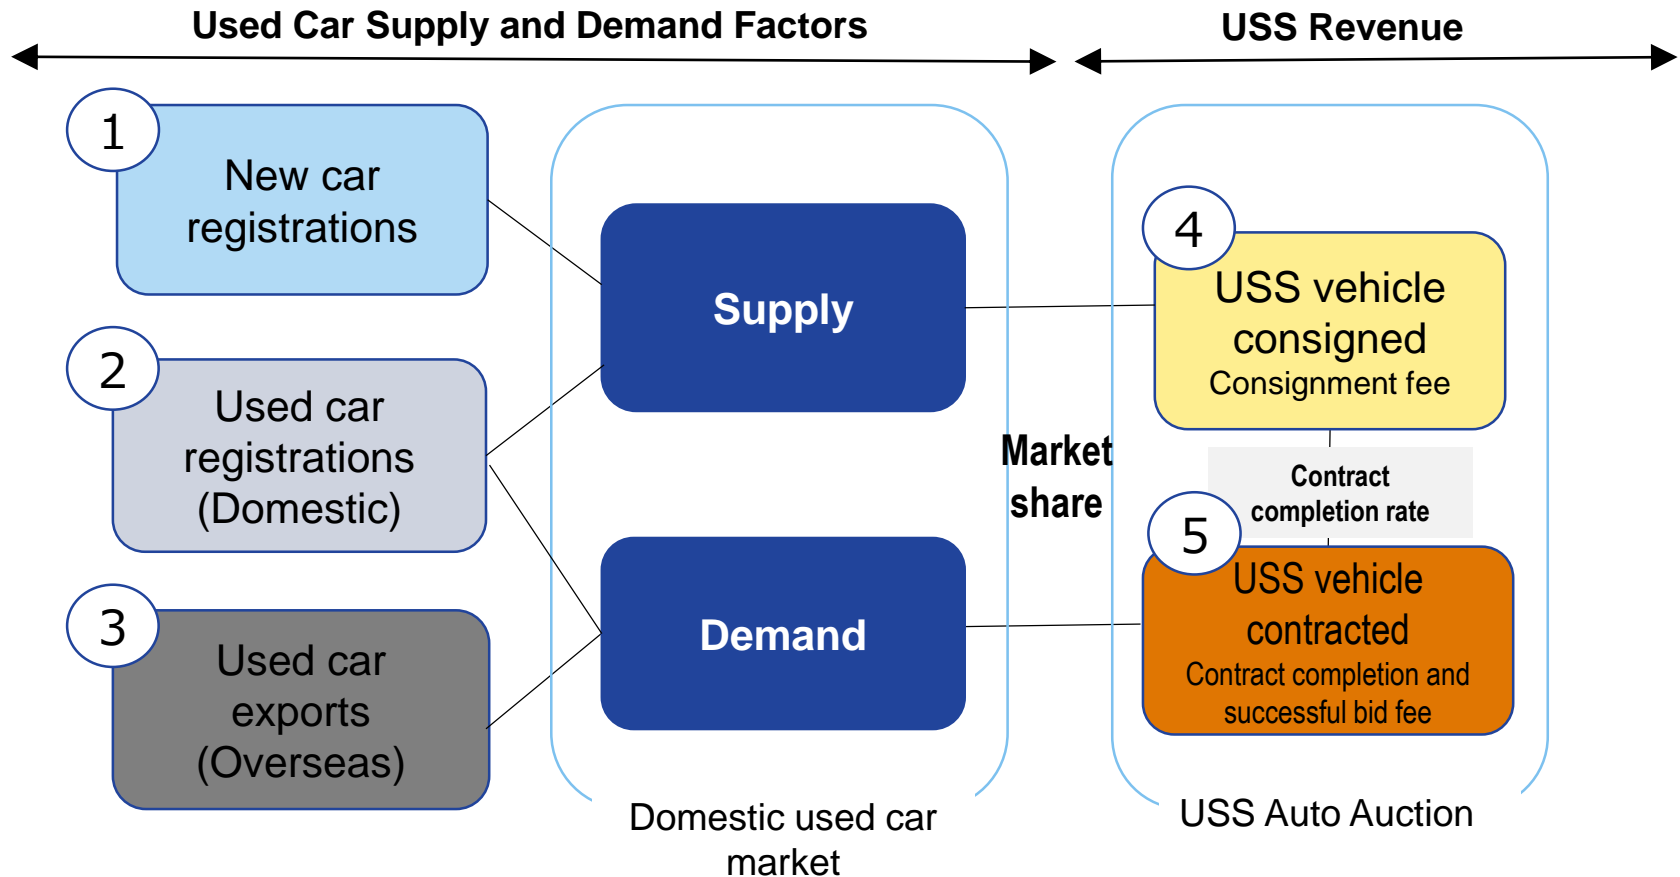 Used Car Supply and Demand Factors
USS Revenue
1
New car
registrations
2
Used car
registrations
(Domestic)
3
Used car
exports
(Overseas)
Supply
Demand
Domestic used car
market
Market
share
4
USS vehicle
consigned
Consignment fee
Contract
completion rate
5
USS vehicle
contracted
Contract completion and
successful bid fee
USS Auto Auction